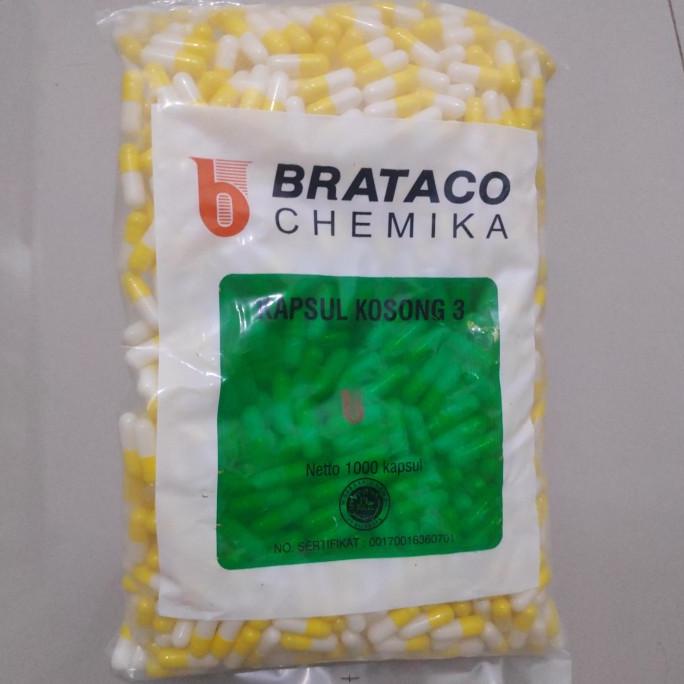 BRATACO
CHEMIKA
KAPSUL KOSONG 3
Netto 1000 kapsul
NO. SERTIFIKAT : 00170016360701